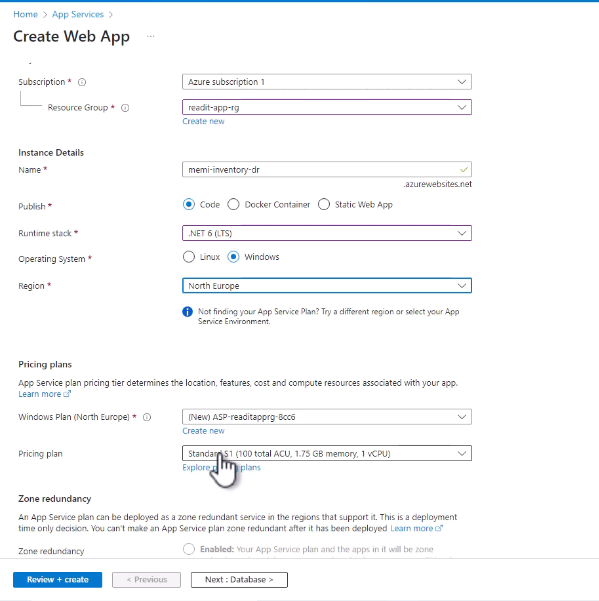 Home > App Services >
Create Web App ...
Subscription *
Azure subscription 1
Resource Group *
readit-app-rg
Create new
Instance Details
Name *
memi-inventory-dr
.azurewebsites.net
Publish *
Code
Docker Container
Static Web App
Runtime stack *
.NET 6 (LTS)
Operating System *
Linux
Windows
Region *
North Europe
Not finding your App Service Plan? Try a different region or select your App
Service Environment.
Pricing plans
App Service plan pricing tier determines the location, features, cost and compute resources associated with your app.
Learn more
Windows Plan (North Europe) *
(New) ASP-readitapprg-8cc6
Create new
Pricing plan
Standard S1 (100 total ACU, 1.75 GB memory, 1 vCPU)
Explore plans
Zone redundancy
An App Service plan can be deployed as a zone redundant service in the regions that support it. This is a deployment
time only decision. You can't make an App Service plan zone redundant after it has been deployed Learn more
Zone redundancy
Enabled: Your App Service plan and the apps in it will be zone
Review + create
< Previous
Next : Database >